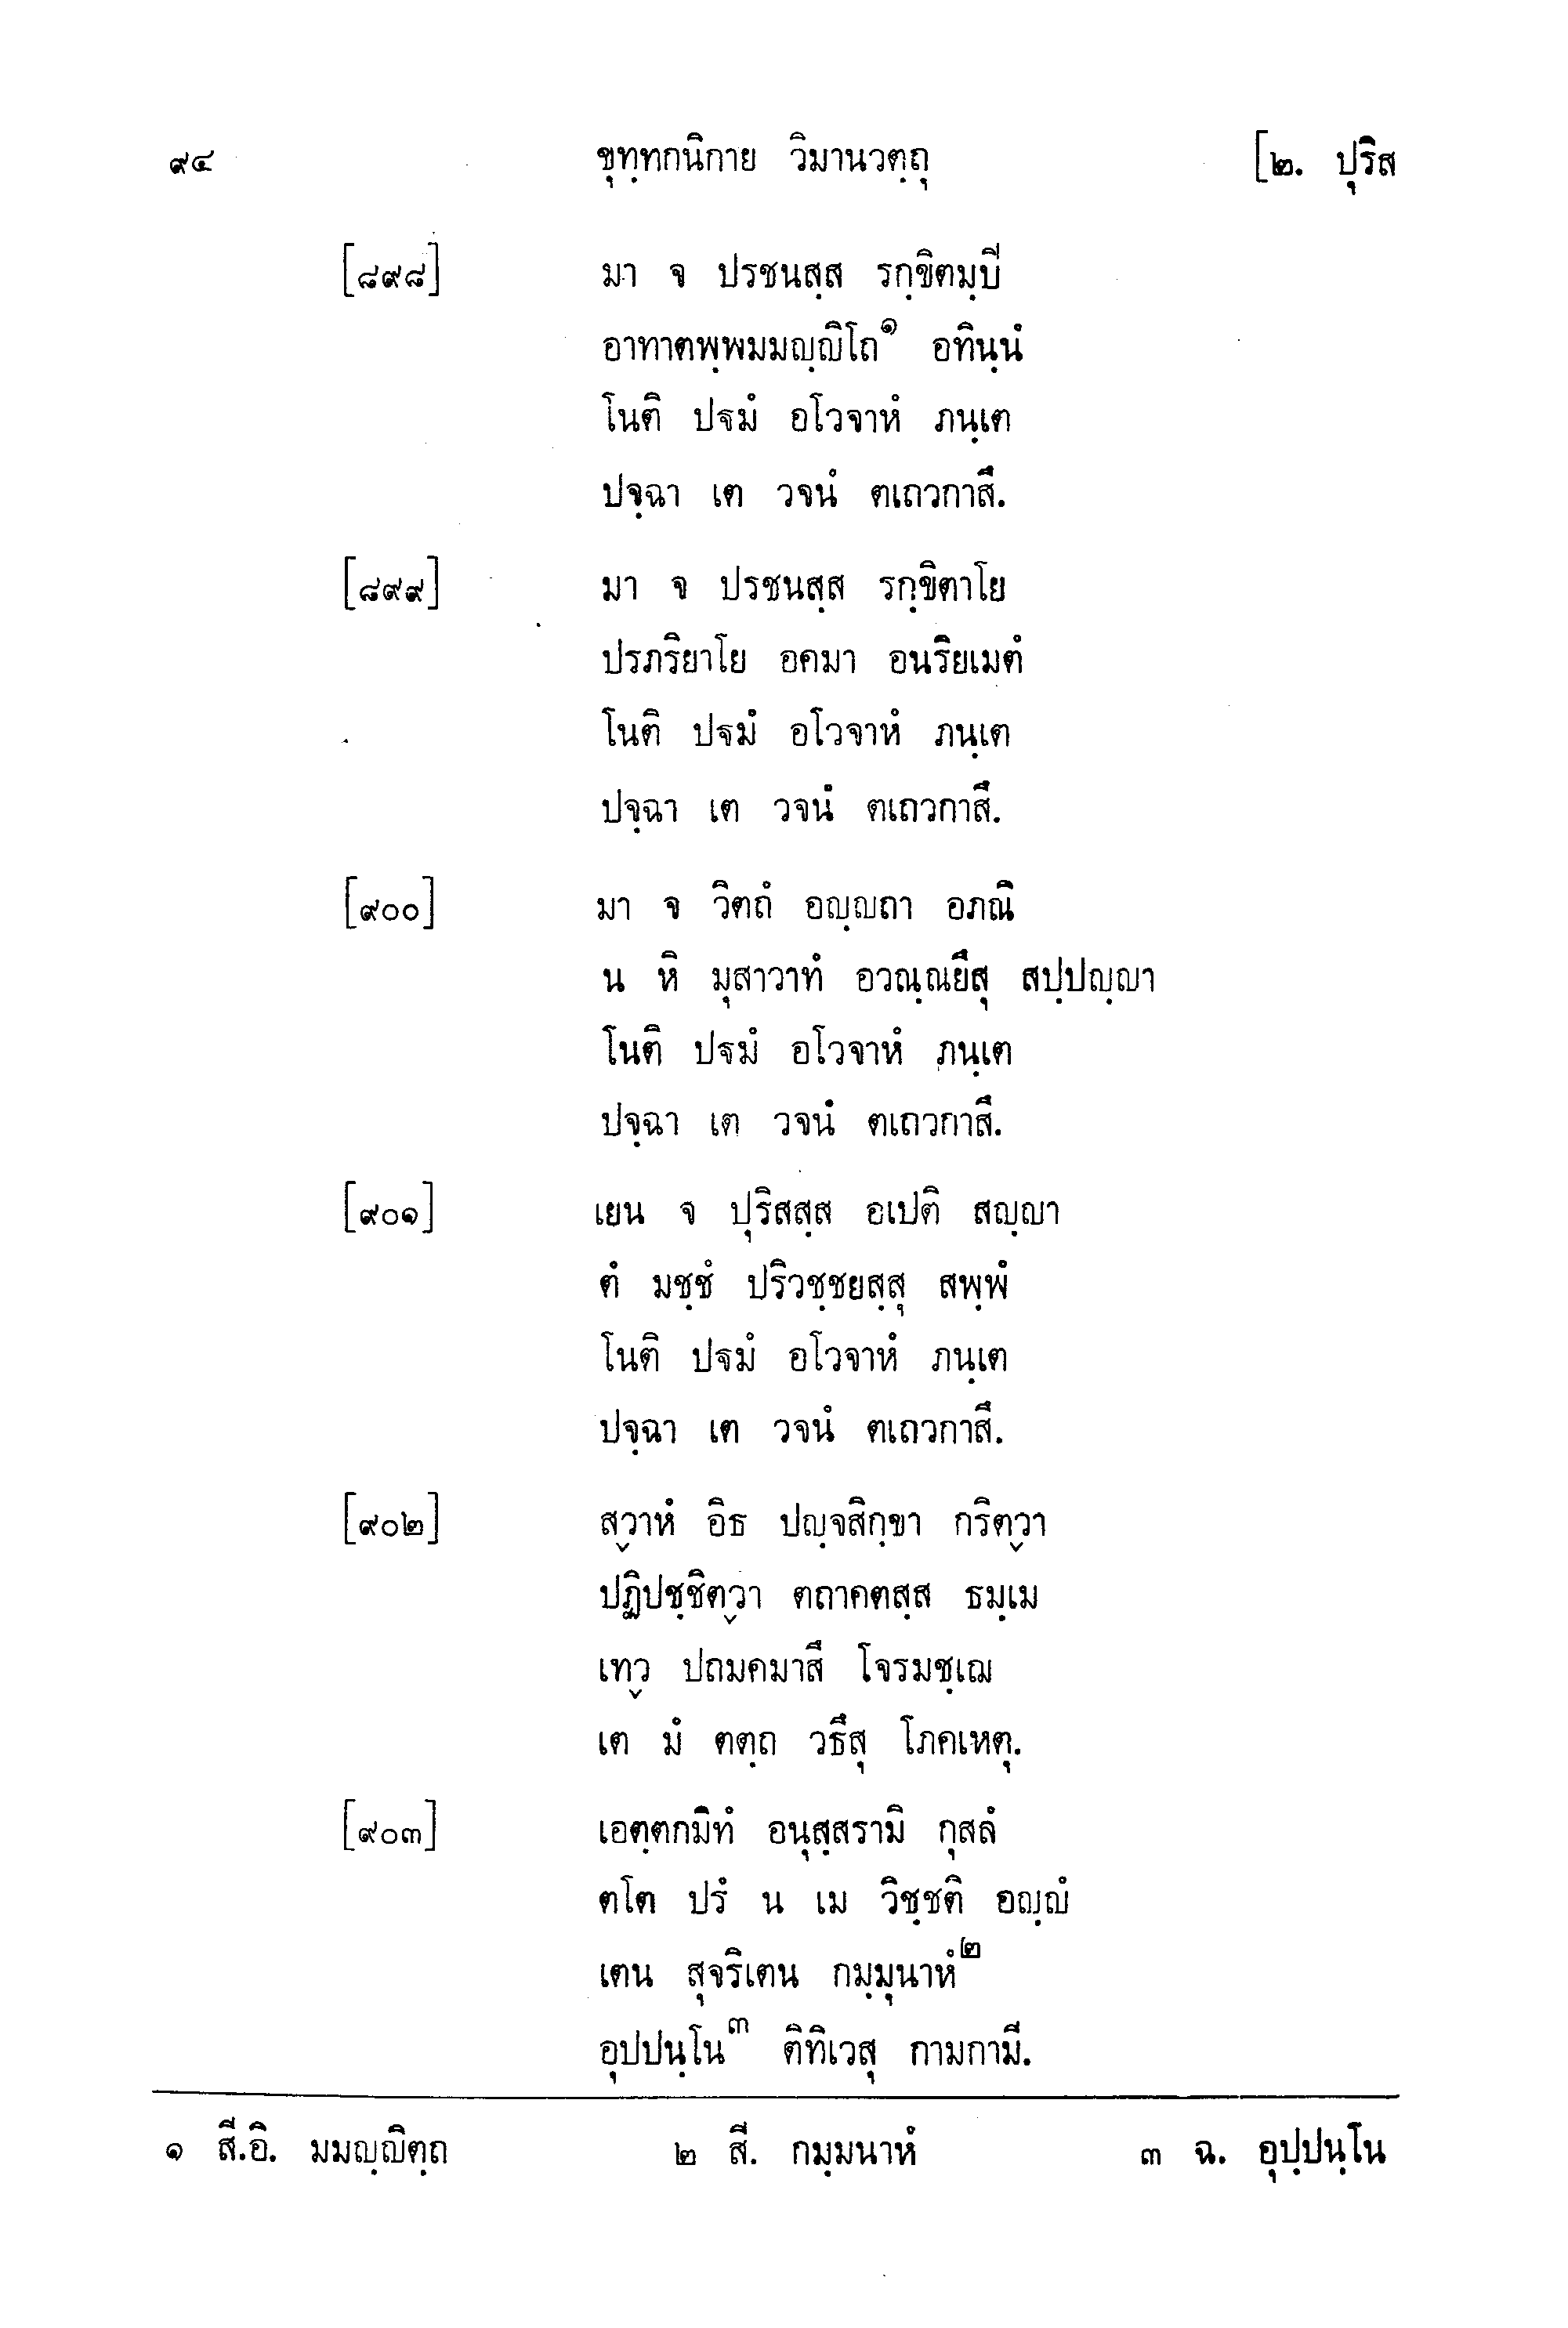 ๙๔ ขุทฺทกนิกาย วิมานวตฺถุ [๒. ปุริส
[๘๙๘] มา จ ปรชนสฺส รกฺขิตมฺปี
อาทาตพฺพมมญฺญิโถ๑ อทินฺนํ
โนติ ปฐมํ อโวจาหํ ภนฺเต
ปจฺฉา เต วจนํ ตเถวกาสึ.
[๘๙๙] มา จ ปรชนสฺส รกฺขิตาโย
ปรภริยาโย อคมา อนริยเมตํ
โนติ ปฐมํ อโวจาหํ ภนฺเต
ปจฺฉา เต วจนํ ตเถวกาสึ.
[๙๐๐] มา จ วิตถํ อญฺญถา อภณิ
น หิ มุสาวาทํ อวณฺณยึสุ สปฺปญฺญา
โนติ ปฐมํ อโวจาหํ ภนฺเต
ปจฺฉา เต วจนํ ตเถวกาสึ.
[๙๐๑] เยน จ ปุริสสฺส อเปติ สญฺญา
ตํ มชฺชํ ปริวชฺชยสฺสุ สพฺพํ
โนติ ปฐมํ อโวจาหํ ภนฺเต
ปจฺฉา เต วจนํ ตเถวกาสึ.
[๙๐๒] สฺวาหํ อิธ ปญฺจสิกฺขา กริตฺวา
ปฏิปชฺชิตฺวา ตถาคตสฺส ธมฺเม
เทฺว ปถมคมาสึ โจรมชฺเฌ
เต มํ ตตฺถ วธึสุ โภคเหตุ.
[๙๐๓] เอตฺตกมิทํ อนุสฺสรามิ กุสลํ
ตโต ปรํ น เม วิชฺชติ อญฺญํ
เตน สุจริเตน กมฺมุนาหํ๒
อุปปนฺโน๓ ติทิเวสุ กามกามี.
๑ สี.อิ. มมญฺญิตฺถ ๒ สี. กมฺมนาหํ ๓ ฉ. อุปฺปนฺโน